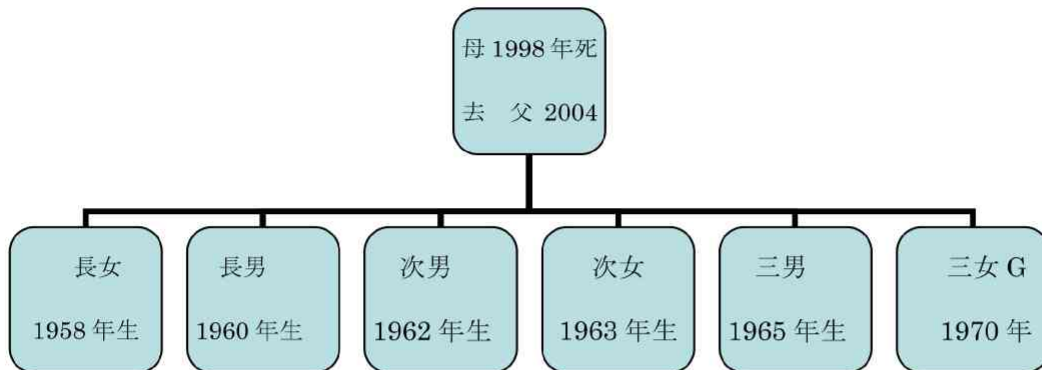 母 1998 年死
去　父 2004
長女
1958 年生
長男
1960 年生
次男
1962 年生
次女
1963 年生
三男
1965 年生
三女 G
1970 年